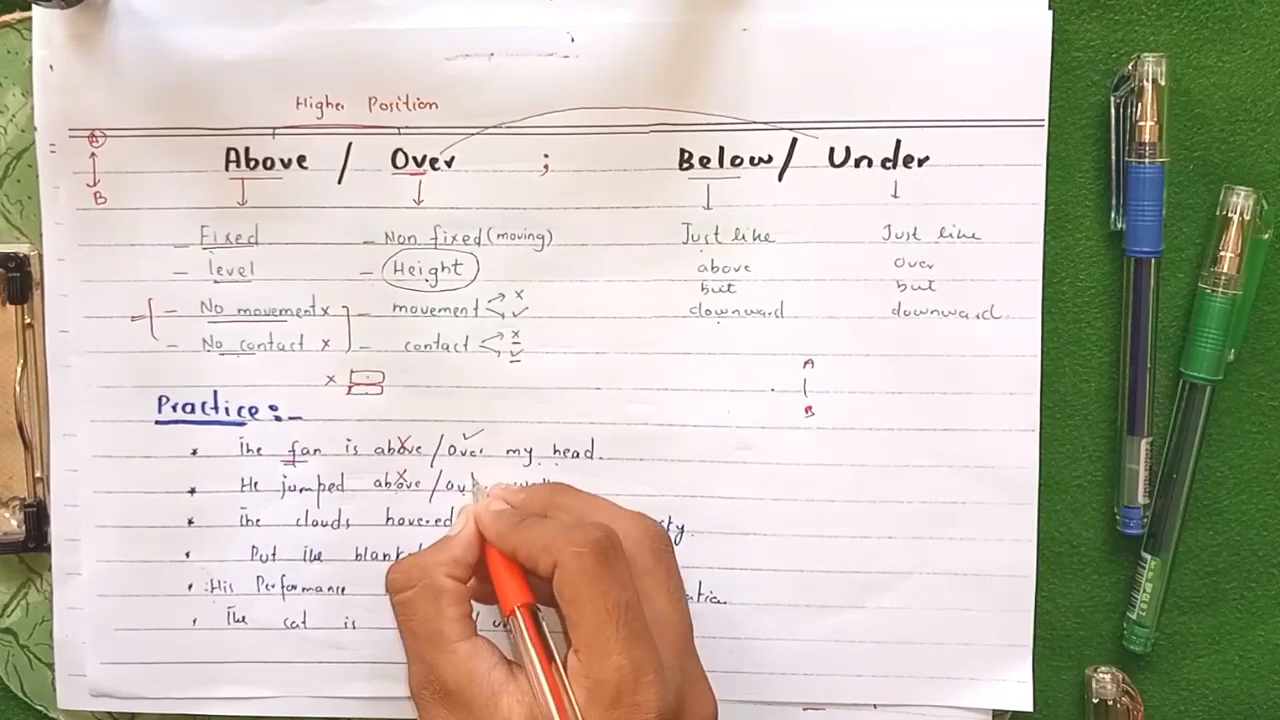 Higher Position
A
B
Above / Over ; Below / Under
Fixed
Non fixed (moving)
Just like
Just like
- level
- Height
above
over
but
but
- No movement x
- movement x ✓
downward
downward
- No contact x
- contact x ✓
x
A
B
Practice:-
* The fan is above / over ✓ my head.
* He jumped above /
* The clouds hovered
* Put the
* His Performance
* The cat is